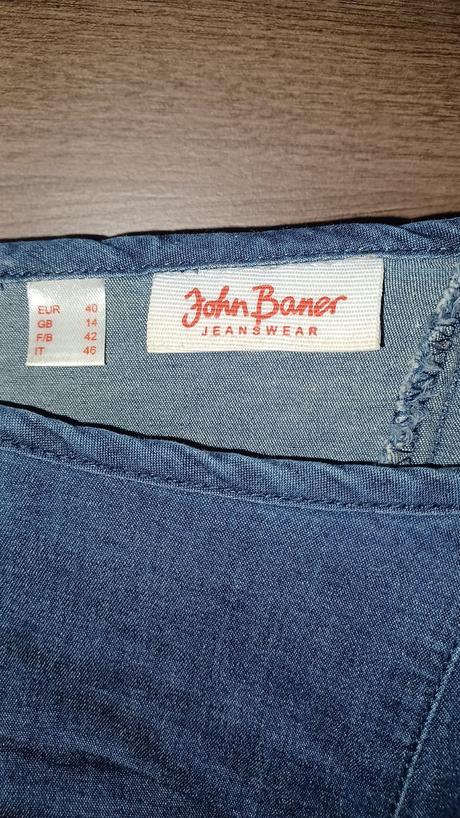 EUR 40
GB 14
F/B 42
IT 46
John Baner
JEANSWEAR